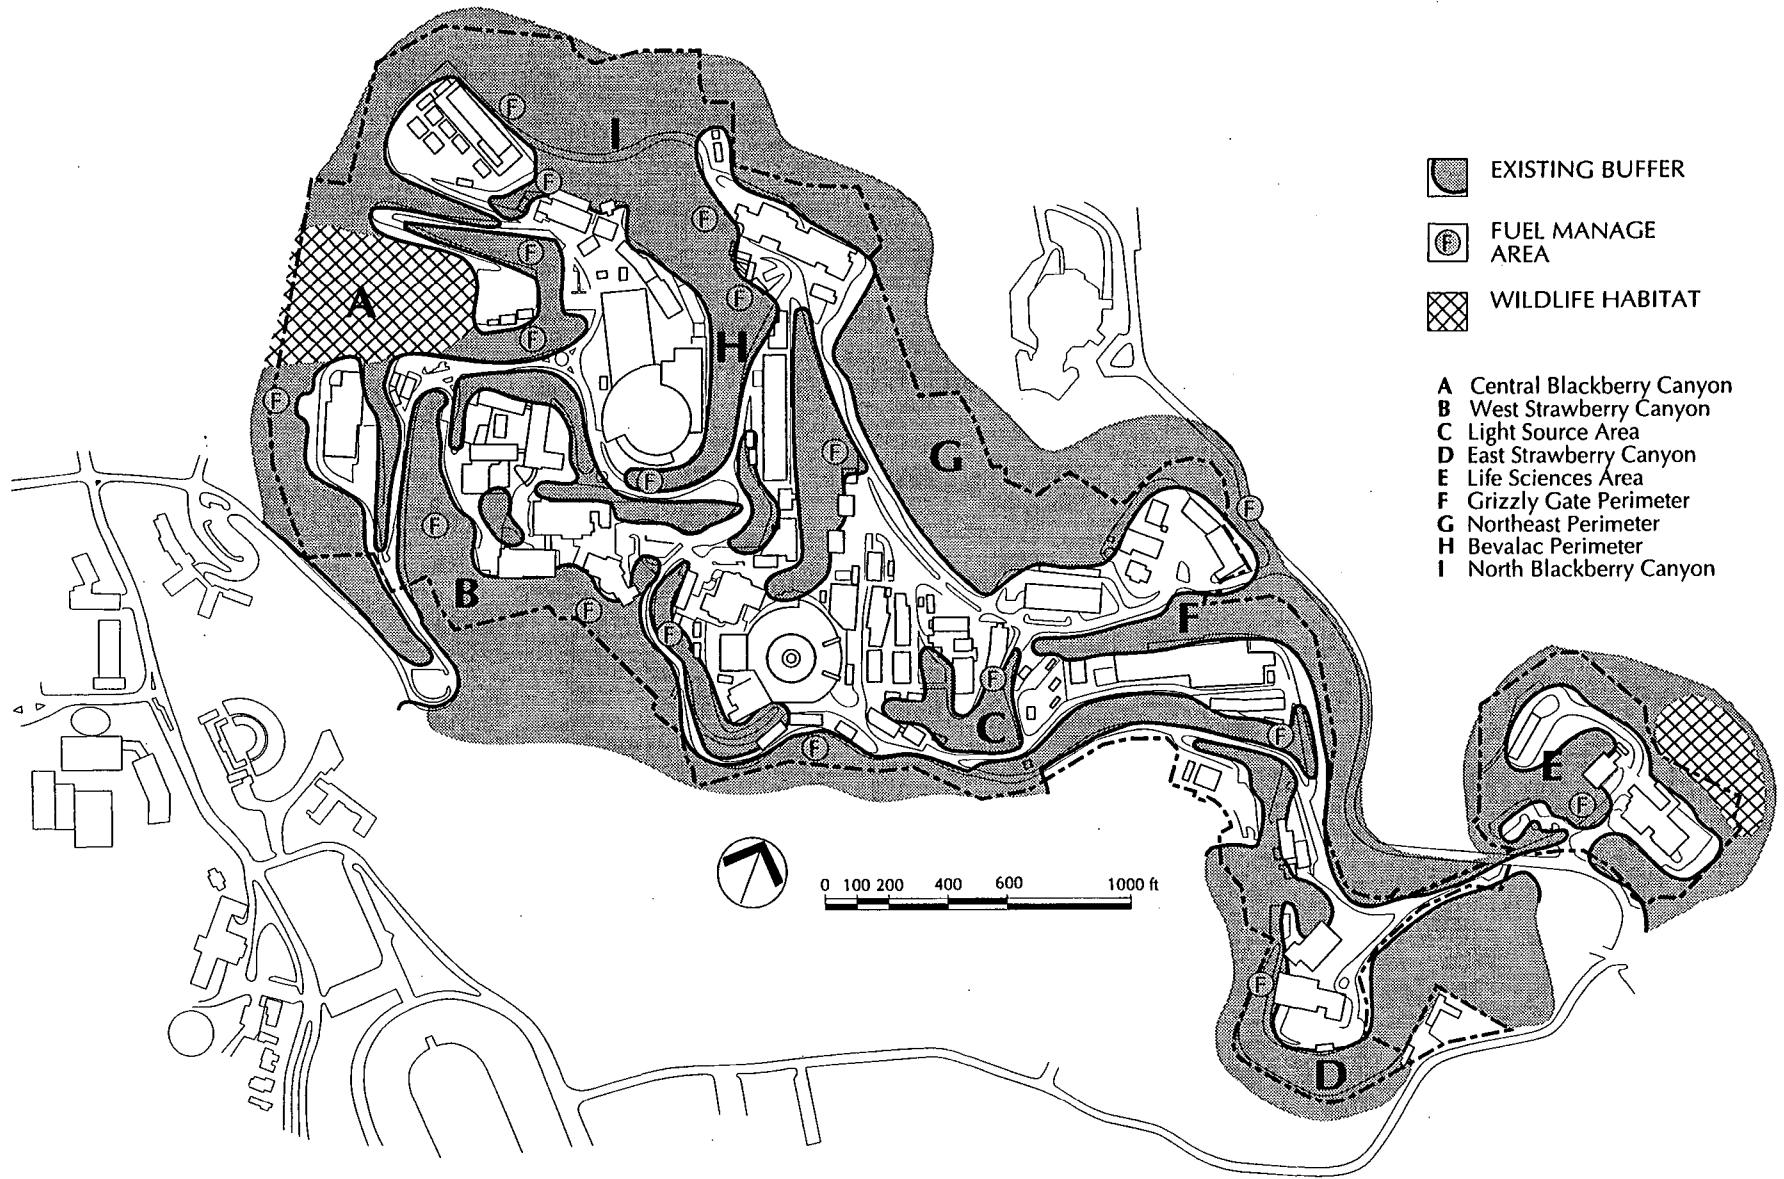 F
I
F
F
F
A
F
F
H
F
F
F
F
G
F
F
B
F
F
F
F
C
F
F
E
F
F
D
0 100 200 400 600 1000 ft
EXISTING BUFFER
F FUEL MANAGE
AREA
WILDLIFE HABITAT
A Central Blackberry Canyon
B West Strawberry Canyon
C Light Source Area
D East Strawberry Canyon
E Life Sciences Area
F Grizzly Gate Perimeter
G Northeast Perimeter
H Bevalac Perimeter
I North Blackberry Canyon